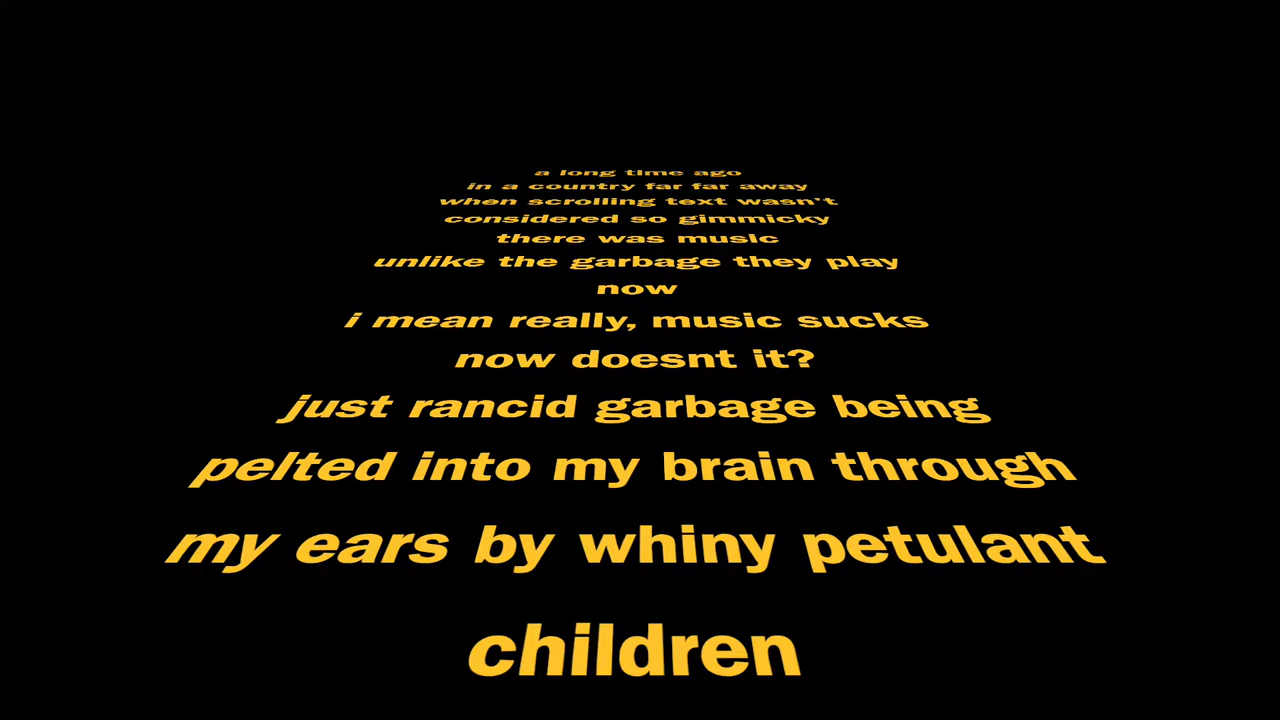 a long time ago
in a country far far away
when scrolling text wasn't
considered so gimmicky
there was music
unlike the garbage they play
now
i mean really, music sucks
now doesnt it?
just rancid garbage being
pelted into my brain through
my ears by whiny petulant
children